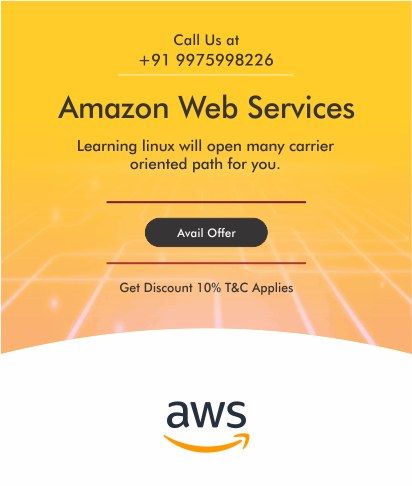 Call Us at
+91 9975998226
Amazon Web Services
Learning linux will open many carrier
oriented path for you.
Avail Offer
Get Discount 10% T&C Applies
aws